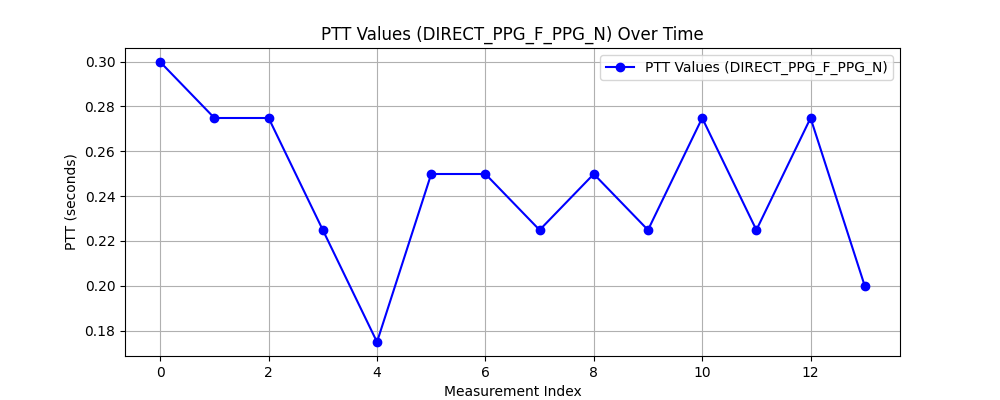 PTT Values (DIRECT_PPG_F_PPG_N) Over Time
PTT Values (DIRECT_PPG_F_PPG_N)
PTT (seconds)
0.30
0.28
0.26
0.24
0.22
0.20
0.18
0 2 4 6 8 10 12
Measurement Index